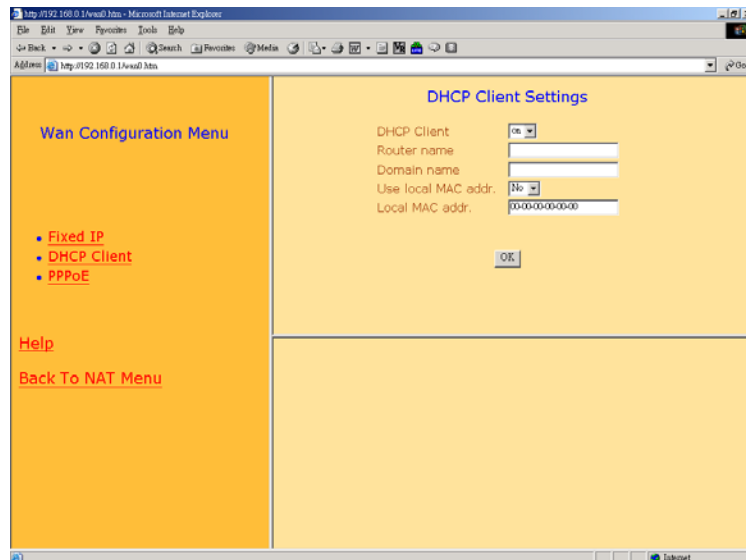 http://192.168.0.1/wan0.htm - Microsoft Internet Explorer
File Edit View Favorites Tools Help
Back Search Favorites Media
Address http://192.168.0.1/wan0.htm Go
Wan Configuration Menu
Fixed IP
DHCP Client
PPPoE
Help
Back To NAT Menu
DHCP Client Settings
DHCP Client on
Router name
Domain name
Use local MAC addr. No
Local MAC addr. 00-00-00-00-00-00
OK
Internet